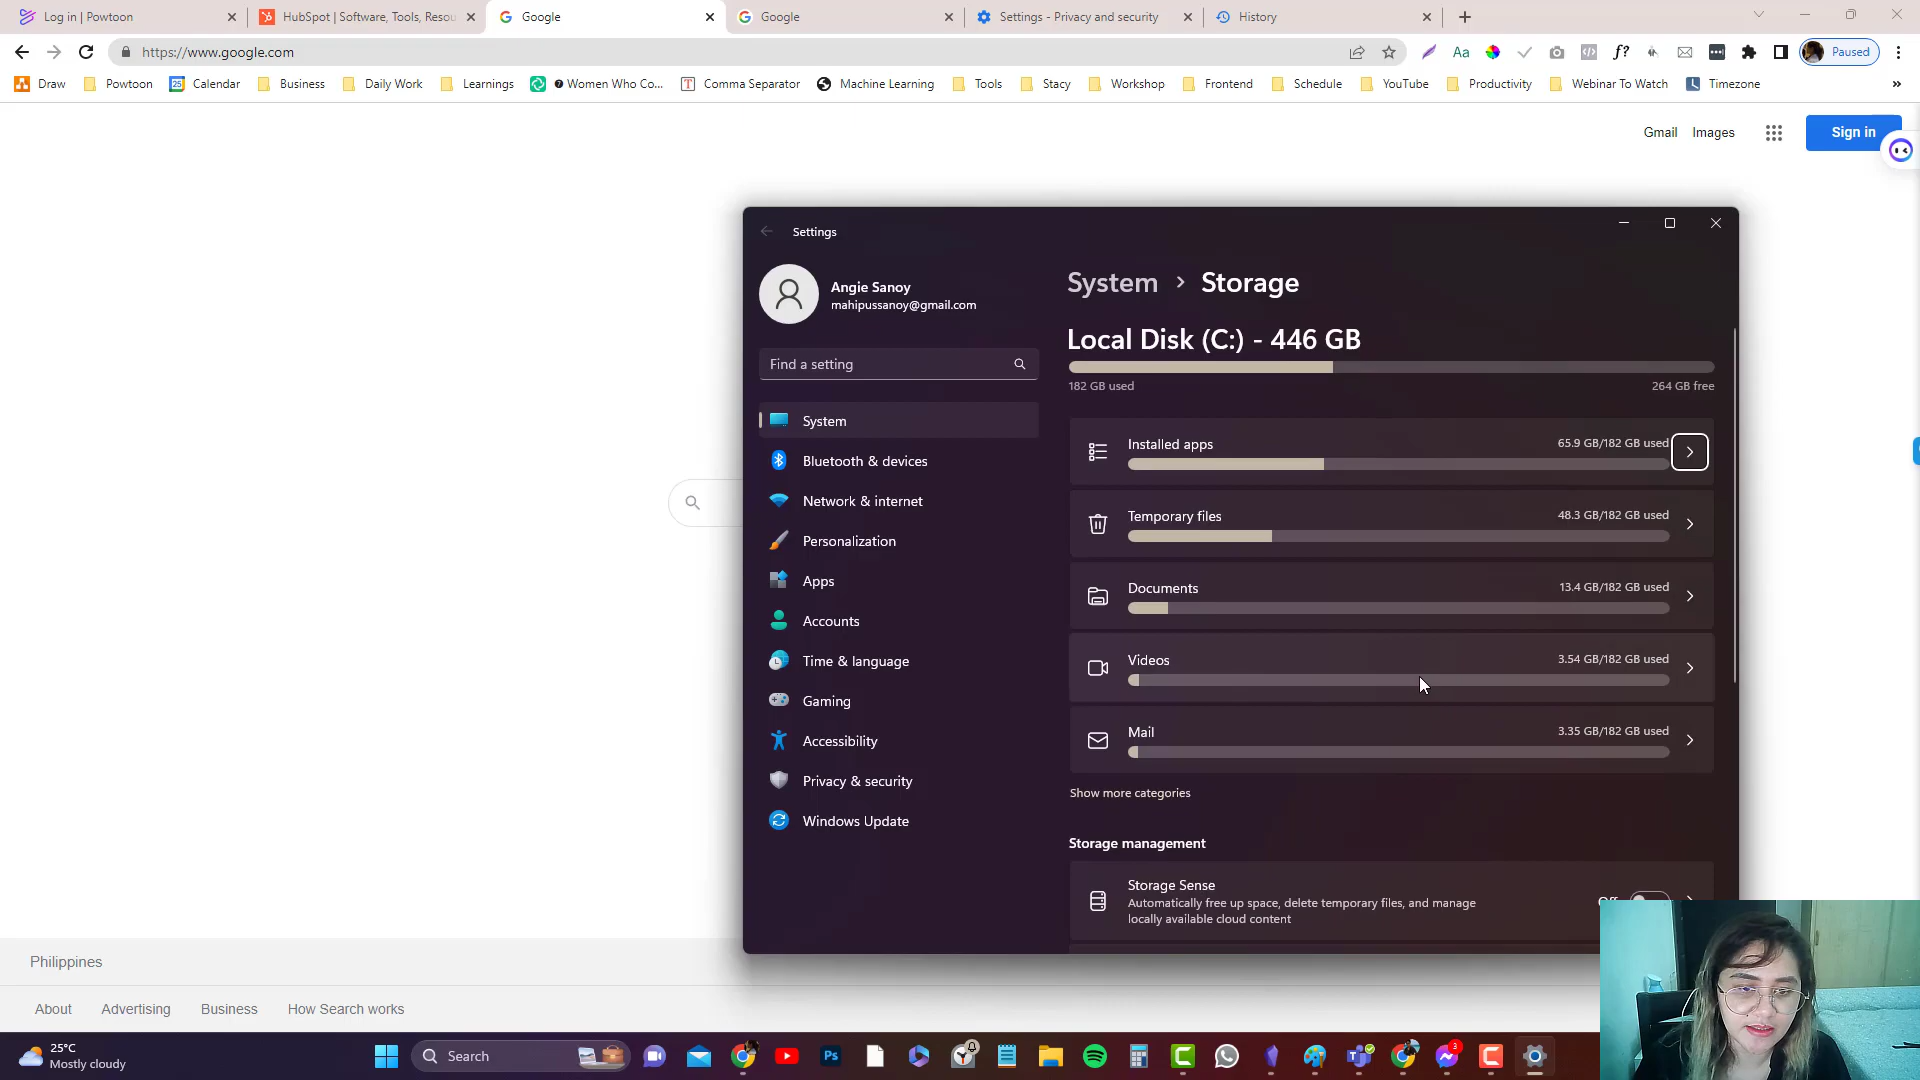 Log in | Powtoon
HubSpot | Software, Tools, Resou
Google
Google
Settings - Privacy and security
History
https://www.google.com
Aa
f?
Paused
Draw
Powtoon
Calendar
Business
Daily Work
Learnings
Women Who Co...
Comma Separator
Machine Learning
Tools
Stacy
Workshop
Frontend
Schedule
YouTube
Productivity
Webinar To Watch
Timezone
»
Gmail
Images
Sign in
Settings
Angie Sanoy
mahipussanoy@gmail.com
Find a setting
System
Bluetooth & devices
Network & internet
Personalization
Apps
Accounts
Time & language
Gaming
Accessibility
Privacy & security
Windows Update
System > Storage
Local Disk (C:) - 446 GB
182 GB used
264 GB free
Installed apps
65.9 GB/182 GB used
Temporary files
48.3 GB/182 GB used
Documents
13.4 GB/182 GB used
Videos
3.54 GB/182 GB used
Mail
3.35 GB/182 GB used
Show more categories
Storage management
Storage Sense
Automatically free up space, delete temporary files, and manage
locally available cloud content
Philippines
About
Advertising
Business
How Search works
25°C
Mostly cloudy
Search
Ps
3